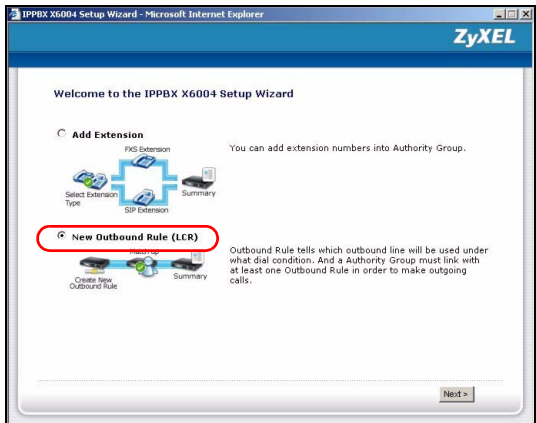 IPPBX X6004 Setup Wizard - Microsoft Internet Explorer
ZyXEL
Welcome to the IPPBX X6004 Setup Wizard
Add Extension
FXS Extension
Select Extension
Type
SIP Extension
Summary
You can add extension numbers into Authority Group.
New Outbound Rule (LCR)
Create New
Outbound Rule
Summary
Outbound Rule tells which outbound line will be used under
what dial condition. And a Authority Group must link with
at least one Outbound Rule in order to make outgoing
calls.
Next >